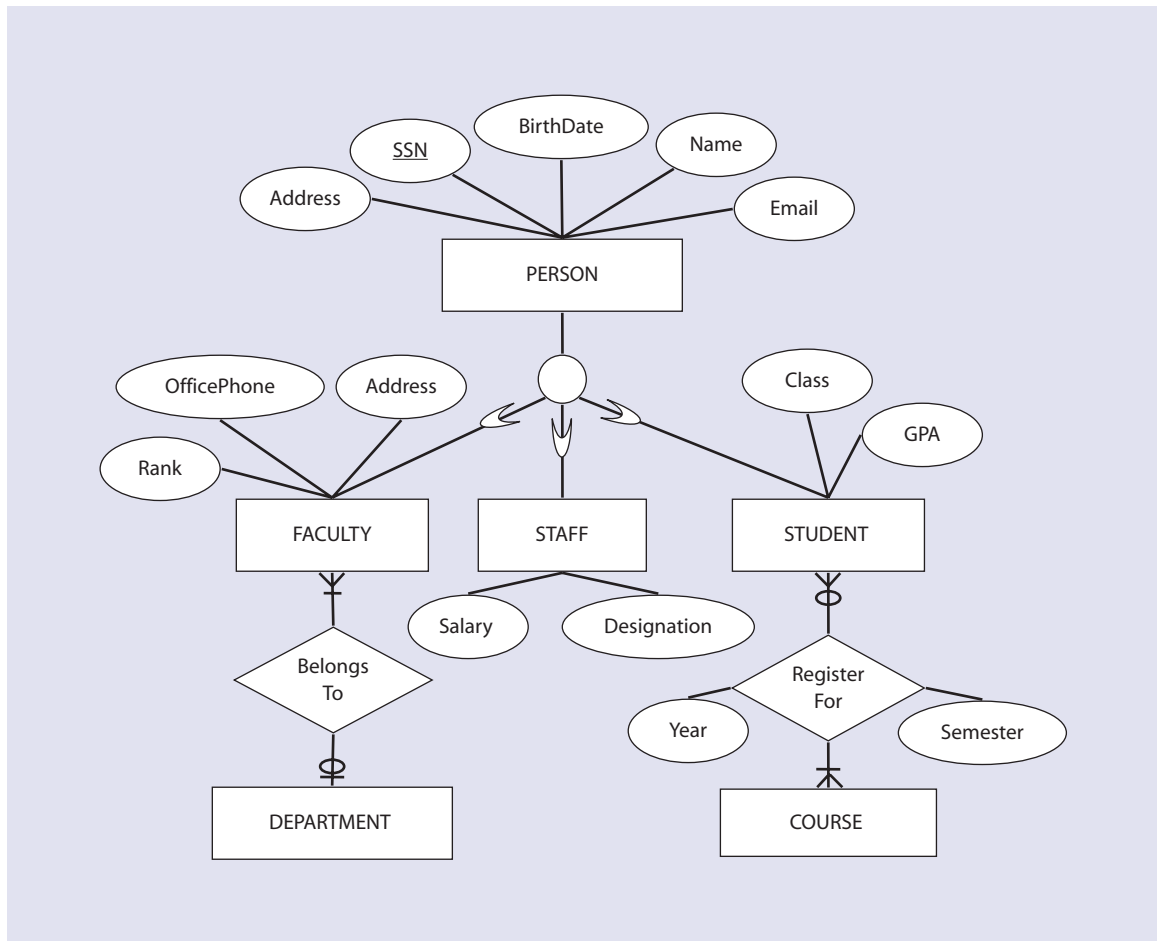 BirthDate
SSN
Name
Address
Email
PERSON
OfficePhone
Address
Class
GPA
Rank
FACULTY
STAFF
STUDENT
Salary
Designation
Belongs
To
Register
For
Year
Semester
DEPARTMENT
COURSE